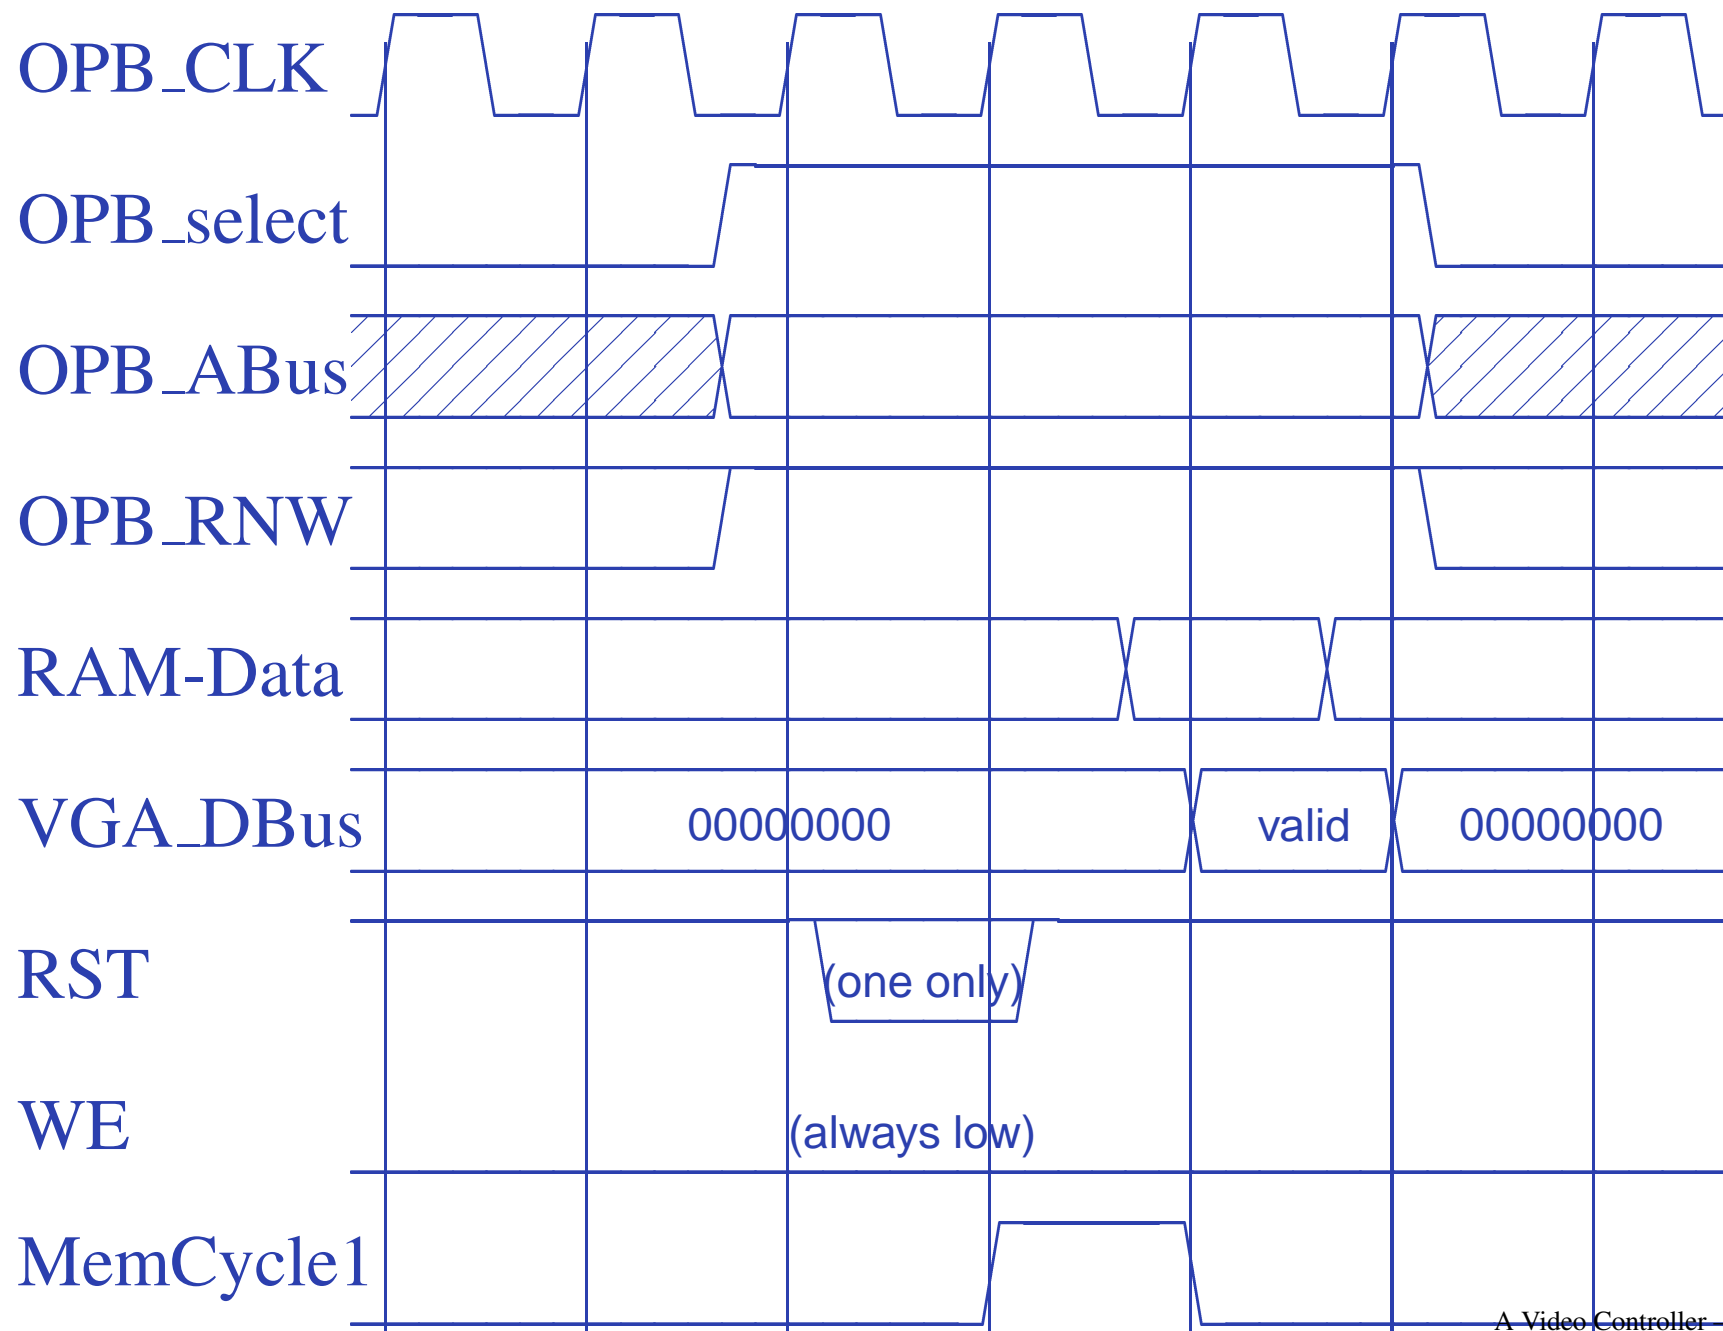 OPB_CLK
OPB_select
OPB_ABus
OPB_RNW
RAM-Data
VGA_DBus 00000000 valid 00000000
RST (one only)
WE (always low)
MemCycle1
A Video Controller –